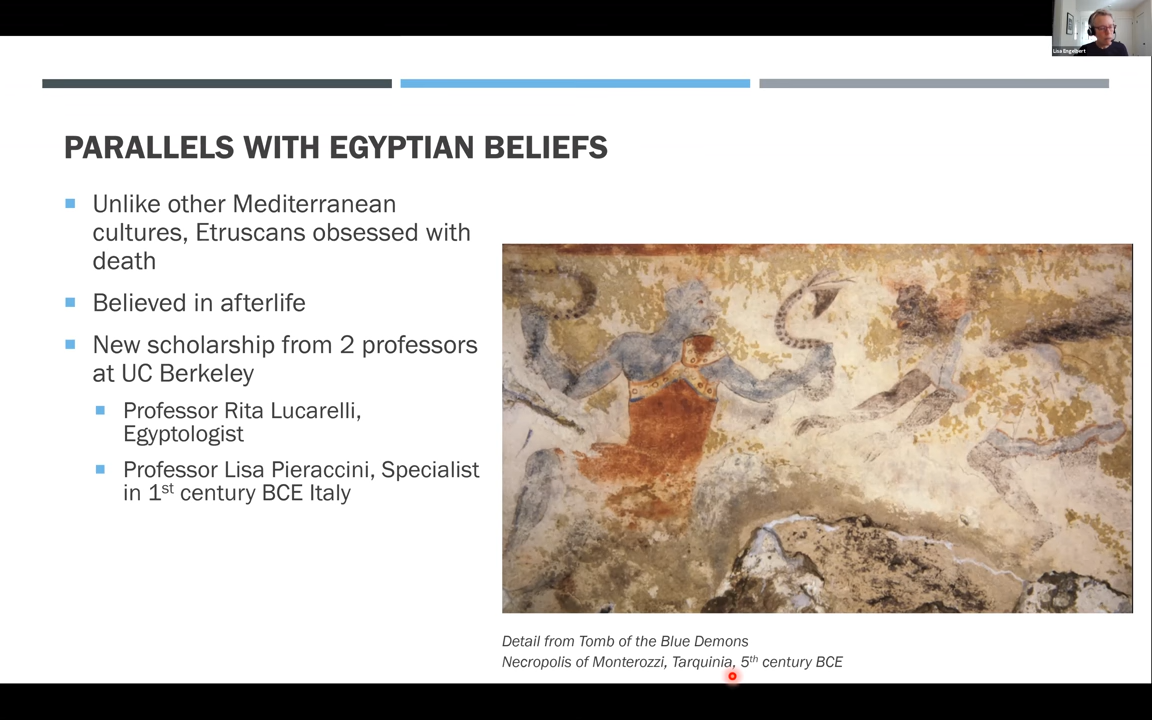 Lisa Engelbert
PARALLELS WITH EGYPTIAN BELIEFS
Unlike other Mediterranean
cultures, Etruscans obsessed with
death
Believed in afterlife
New scholarship from 2 professors
at UC Berkeley
Professor Rita Lucarelli,
Egyptologist
Professor Lisa Pieraccini, Specialist
in 1st century BCE Italy
Detail from Tomb of the Blue Demons
Necropolis of Monterozzi, Tarquinia, 5th century BCE